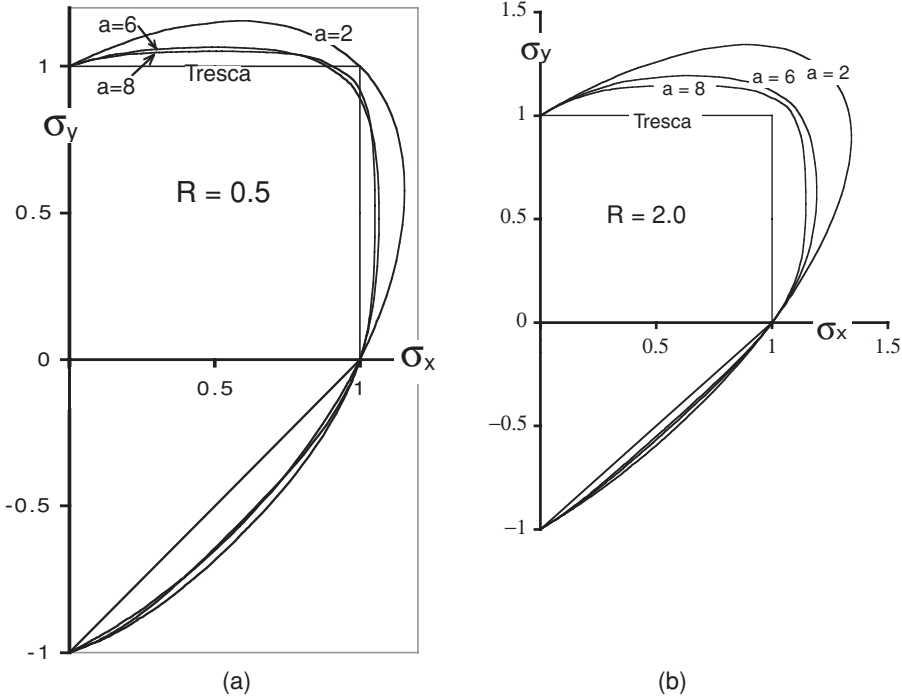 a=6
a=2
1
a=8
Tresca
σy
R = 0.5
0.5
0
σx
0.5
1
-0.5
-1
(a)
1.5
σy
a = 6
a = 2
a = 8
1
Tresca
0.5
R = 2.0
0
σx
0.5
1
1.5
−0.5
−1
(b)